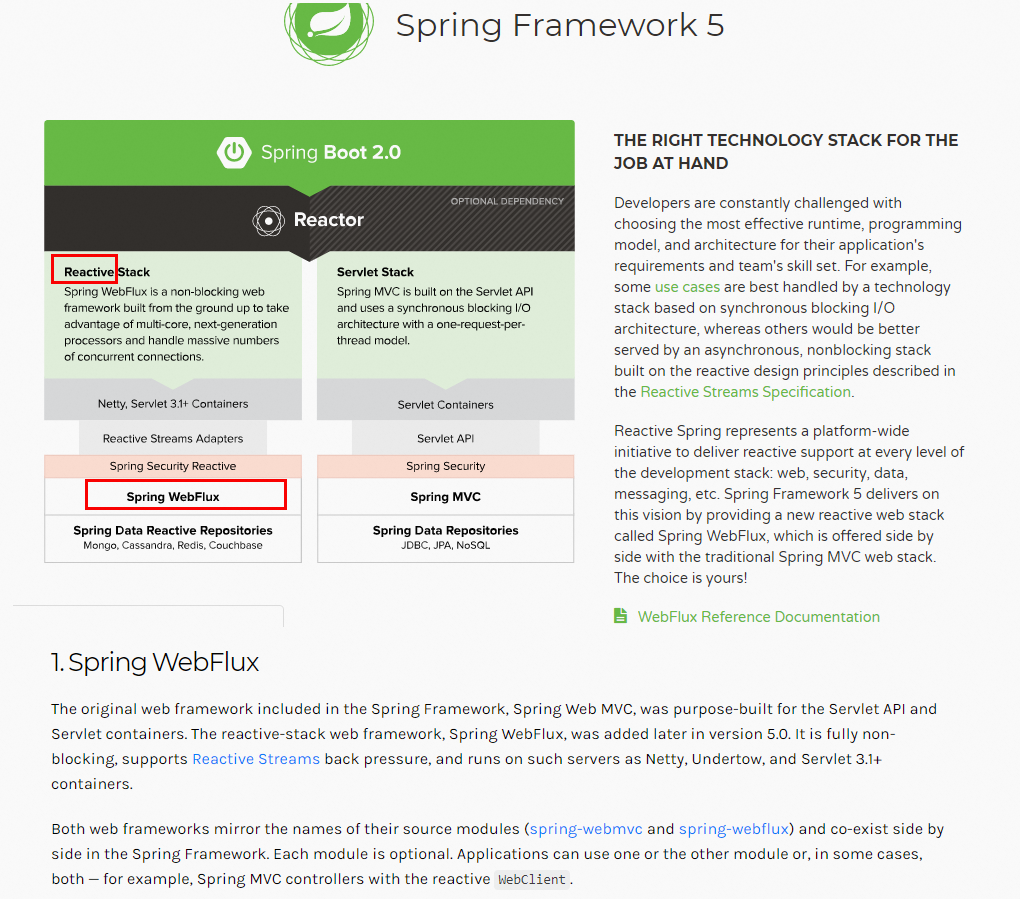 Spring Framework 5
Spring Boot 2.0
OPTIONAL DEPENDENCY
Reactor
Reactive Stack
Spring WebFlux is a non-blocking web
framework built from the ground up to take
advantage of multi-core, next-generation
processors and handle massive numbers
of concurrent connections.
Servlet Stack
Spring MVC is built on the Servlet API
and uses a synchronous blocking I/O
architecture with a one-request-per-
thread model.
Netty, Servlet 3.1+ Containers
Servlet Containers
Reactive Streams Adapters
Servlet API
Spring Security Reactive
Spring Security
Spring WebFlux
Spring MVC
Spring Data Reactive Repositories
Mongo, Cassandra, Redis, Couchbase
Spring Data Repositories
JDBC, JPA, NoSQL
THE RIGHT TECHNOLOGY STACK FOR THE
JOB AT HAND
Developers are constantly challenged with
choosing the most effective runtime, programming
model, and architecture for their application's
requirements and team's skill set. For example,
some use cases are best handled by a technology
stack based on synchronous blocking I/O
architecture, whereas others would be better
served by an asynchronous, nonblocking stack
built on the reactive design principles described in
the Reactive Streams Specification.
Reactive Spring represents a platform-wide
initiative to deliver reactive support at every level of
the development stack: web, security, data,
messaging, etc. Spring Framework 5 delivers on
this vision by providing a new reactive web stack
called Spring WebFlux, which is offered side by
side with the traditional Spring MVC web stack.
The choice is yours!
WebFlux Reference Documentation
1. Spring WebFlux
The original web framework included in the Spring Framework, Spring Web MVC, was purpose-built for the Servlet API and
Servlet containers. The reactive-stack web framework, Spring WebFlux, was added later in version 5.0. It is fully non-
blocking, supports Reactive Streams back pressure, and runs on such servers as Netty, Undertow, and Servlet 3.1+
containers.
Both web frameworks mirror the names of their source modules (spring-webmvc and spring-webflux) and co-exist side by
side in the Spring Framework. Each module is optional. Applications can use one or the other module or, in some cases,
both — for example, Spring MVC controllers with the reactive WebClient.